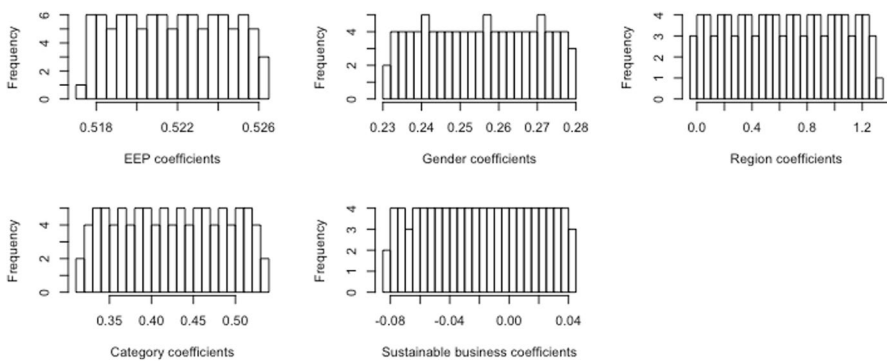 Frequency
6
4
2
0
0.518 0.522 0.526
EEP coefficients
Frequency
4
2
0
0.23 0.24 0.25 0.26 0.27 0.28
Gender coefficients
Frequency
4
3
2
1
0
0.0 0.4 0.8 1.2
Region coefficients
Frequency
4
2
0
0.35 0.40 0.45 0.50
Category coefficients
Frequency
4
3
2
1
0
-0.08 -0.04 0.00 0.04
Sustainable business coefficients